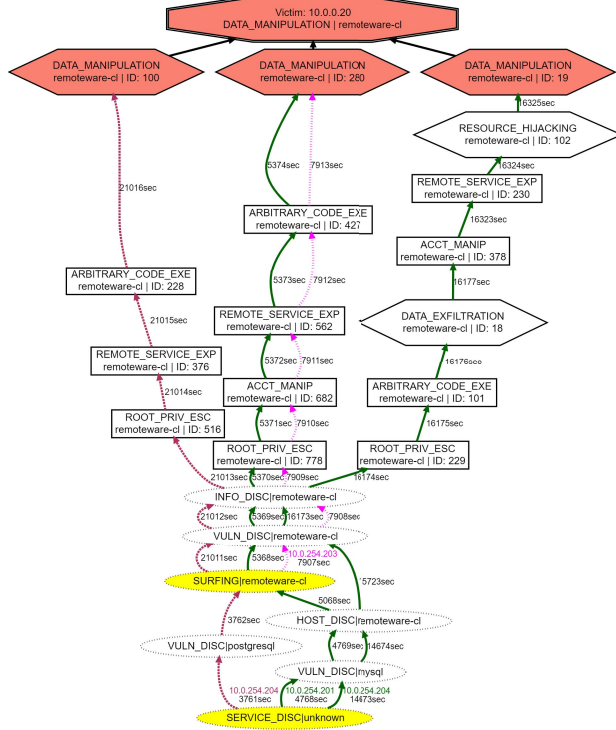 Victim: 10.0.0.20
DATA_MANIPULATION | remoteware-cl
DATA_MANIPULATION
remoteware-cl | ID: 100
DATA_MANIPULATION
remoteware-cl | ID: 280
DATA_MANIPULATION
remoteware-cl | ID: 19
16325sec
RESOURCE_HIJACKING
remoteware-cl | ID: 102
5374sec
7913sec
16324sec
REMOTE_SERVICE_EXP
remoteware-cl | ID: 230
21016sec
ARBITRARY_CODE_EXE
remoteware-cl | ID: 427
16323sec
ACCT_MANIP
remoteware-cl | ID: 378
ARBITRARY_CODE_EXE
remoteware-cl | ID: 228
5373sec
7912sec
16177sec
REMOTE_SERVICE_EXP
remoteware-cl | ID: 562
DATA_EXFILTRATION
remoteware-cl | ID: 18
21015sec
REMOTE_SERVICE_EXP
remoteware-cl | ID: 376
5372sec
7911sec
16176sec
ACCT_MANIP
remoteware-cl | ID: 682
ARBITRARY_CODE_EXE
remoteware-cl | ID: 101
21014sec
ROOT_PRIV_ESC
remoteware-cl | ID: 516
5371sec
7910sec
16175sec
ROOT_PRIV_ESC
remoteware-cl | ID: 778
ROOT_PRIV_ESC
remoteware-cl | ID: 229
21013sec
5370sec
7909sec
16174sec
INFO_DISC|remoteware-cl
21012sec
5369sec
16173sec
7908sec
VULN_DISC|remoteware-cl
21011sec
5368sec
10.0.254.203
7907sec
SURFING|remoteware-cl
15723sec
5068sec
3762sec
HOST_DISC|remoteware-cl
VULN_DISC|postgresql
4769sec
14674sec
VULN_DISC|mysql
10.0.254.204
3761sec
10.0.254.201
4768sec
10.0.254.204
14673sec
SERVICE_DISC|unknown